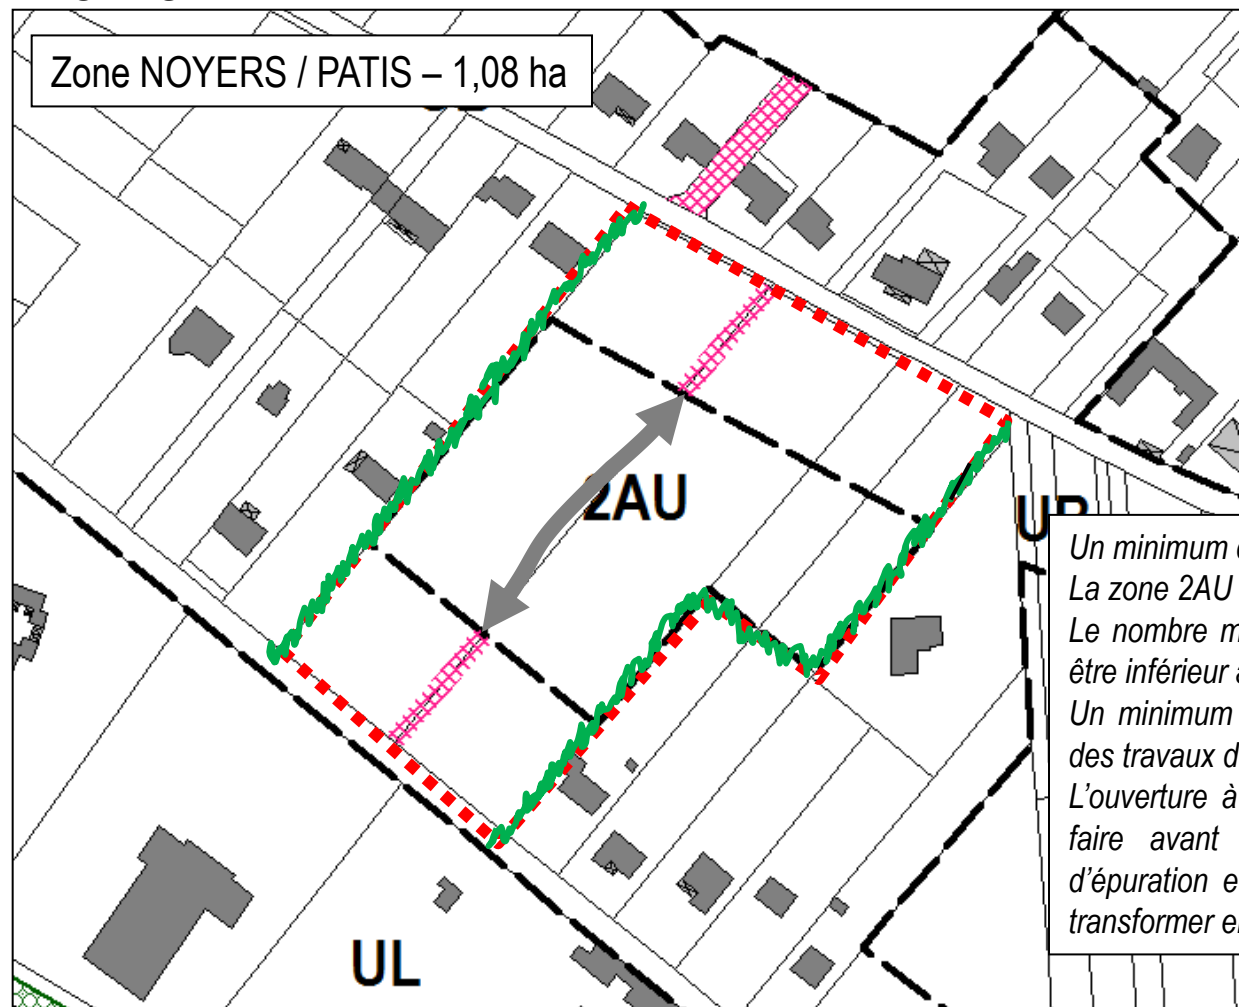 Zone NOYERS / PATIS – 1,08 ha
2AU
Un minimum
La zone 2AU
Le nombre
être inférieur
Un minimum
des travaux
L'ouverture à
faire avant
d'épuration
transformer
UL